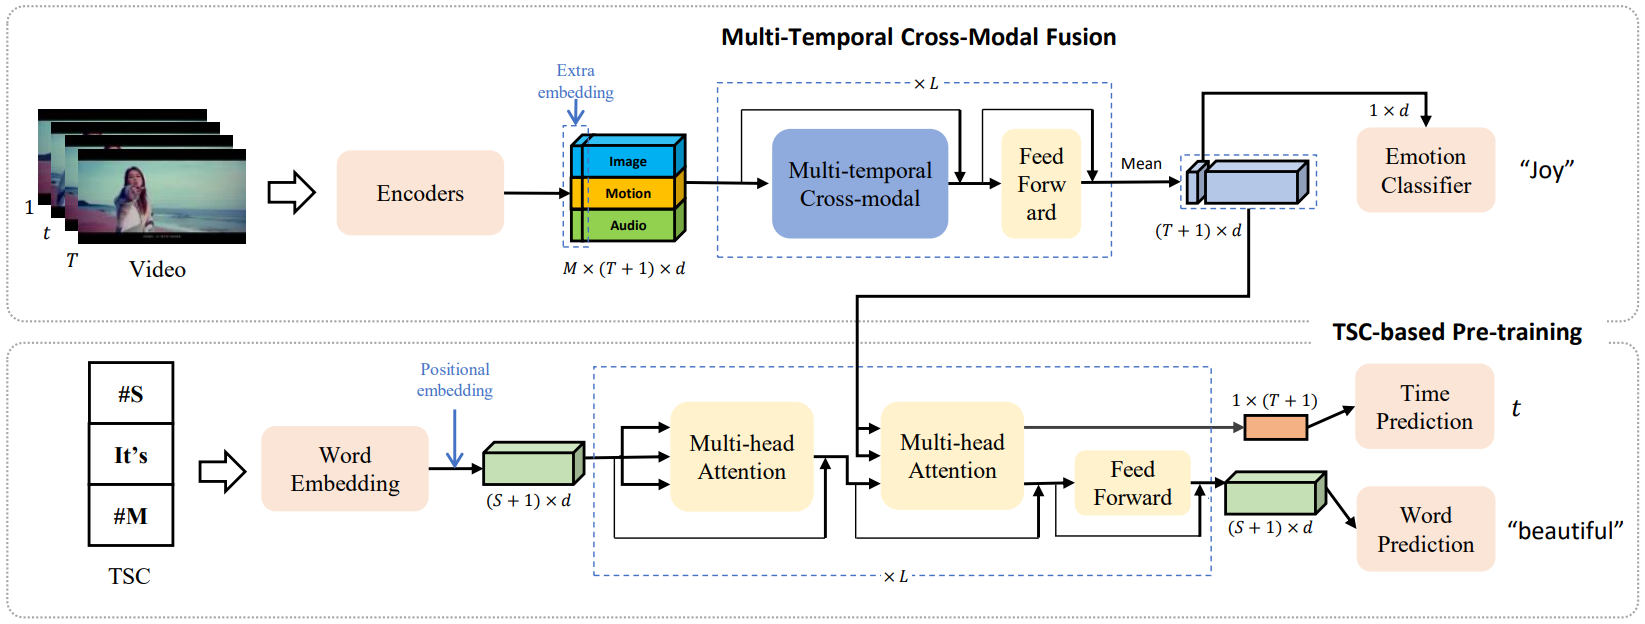 Multi-Temporal Cross-Modal Fusion
Extra
embedding
× L
1 × d
Image
Motion
Audio
Encoders
Multi-temporal
Cross-modal
Feed
Forw
ard
Mean
Emotion
Classifier
“Joy”
1
t
T
Video
M × (T + 1) × d
(T + 1) × d
TSC-based Pre-training
#S
It’s
#M
TSC
Word
Embedding
Positional
embedding
(S + 1) × d
Multi-head
Attention
Multi-head
Attention
Feed
Forward
× L
1 × (T + 1)
Time
Prediction
t
(S + 1) × d
Word
Prediction
“beautiful”